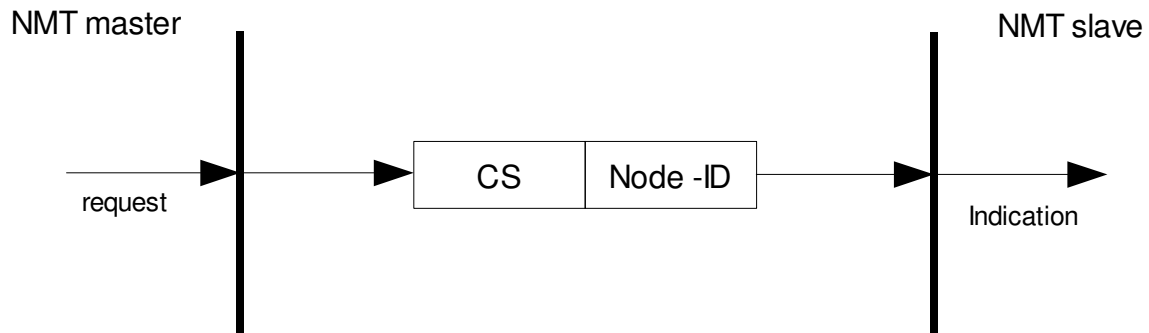 NMT master
NMT slave
CS
Node -ID
request
Indication